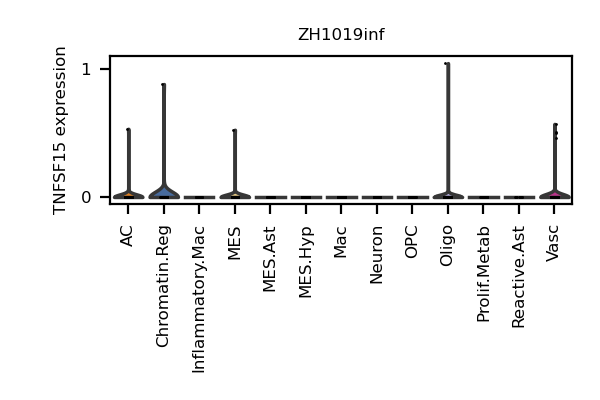 ZH1019inf
TNFSF15 expression
1
0
AC
Chromatin.Reg
Inflammatory.Mac
MES
MES.Ast
MES.Hyp
Mac
Neuron
OPC
Oligo
Prolif.Metab
Reactive.Ast
Vasc